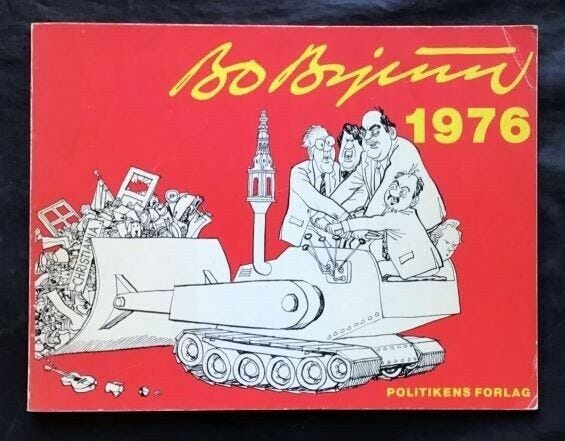 Bo Bojesen
1976
CHRISTIANIA
POLITIKENS FORLAG